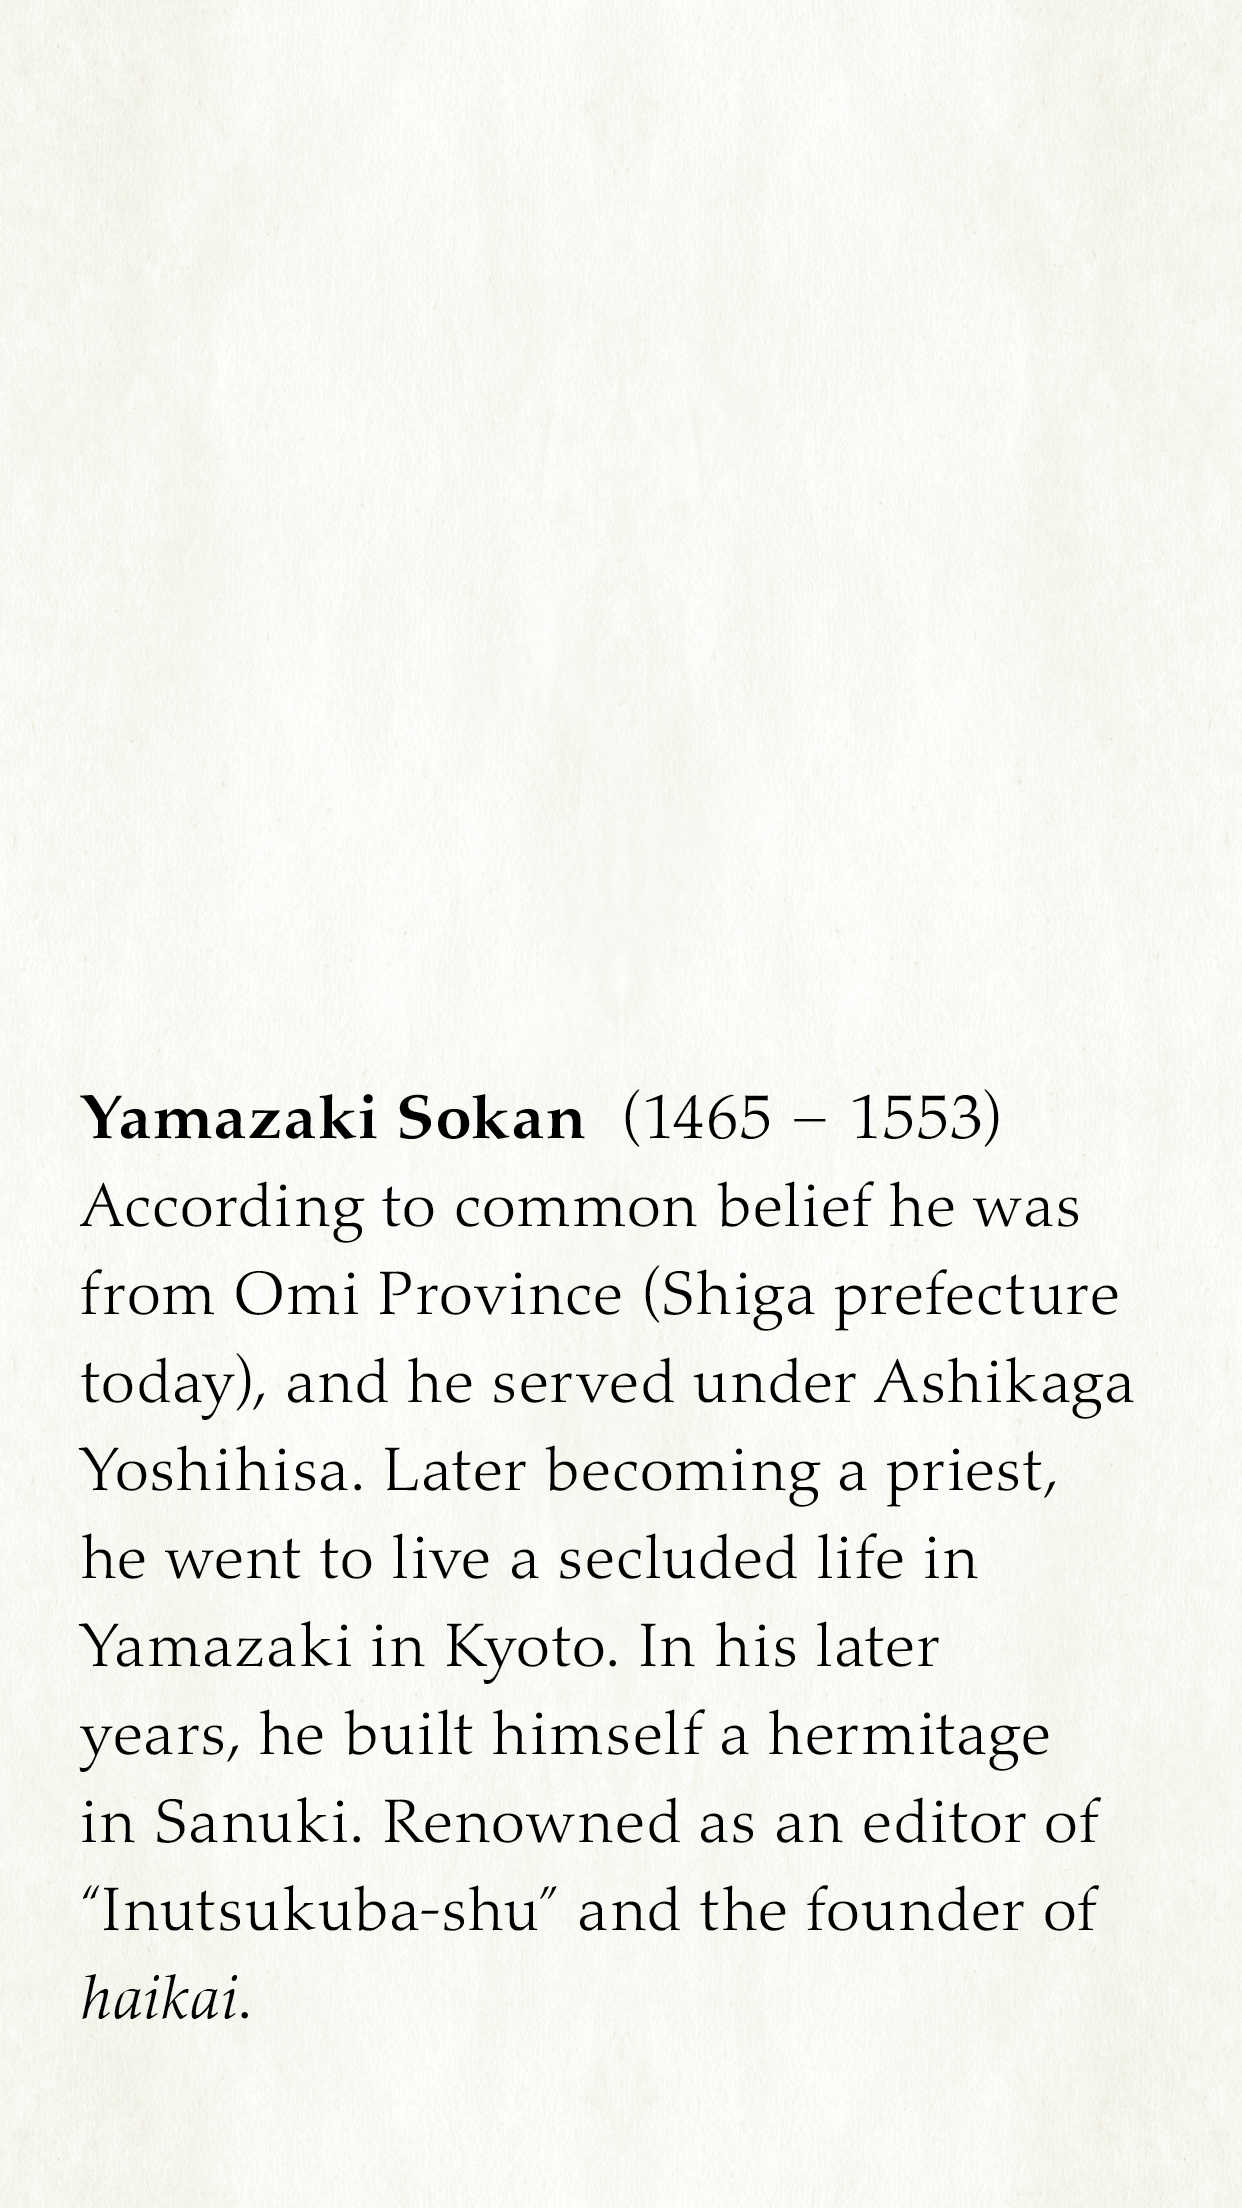 Yamazaki Sokan (1465 – 1553)
According to common belief he was
from Omi Province (Shiga prefecture
today), and he served under Ashikaga
Yoshihisa. Later becoming a priest,
he went to live a secluded life in
Yamazaki in Kyoto. In his later
years, he built himself a hermitage
in Sanuki. Renowned as an editor of
“Inutsukuba-shu” and the founder of
haikai.